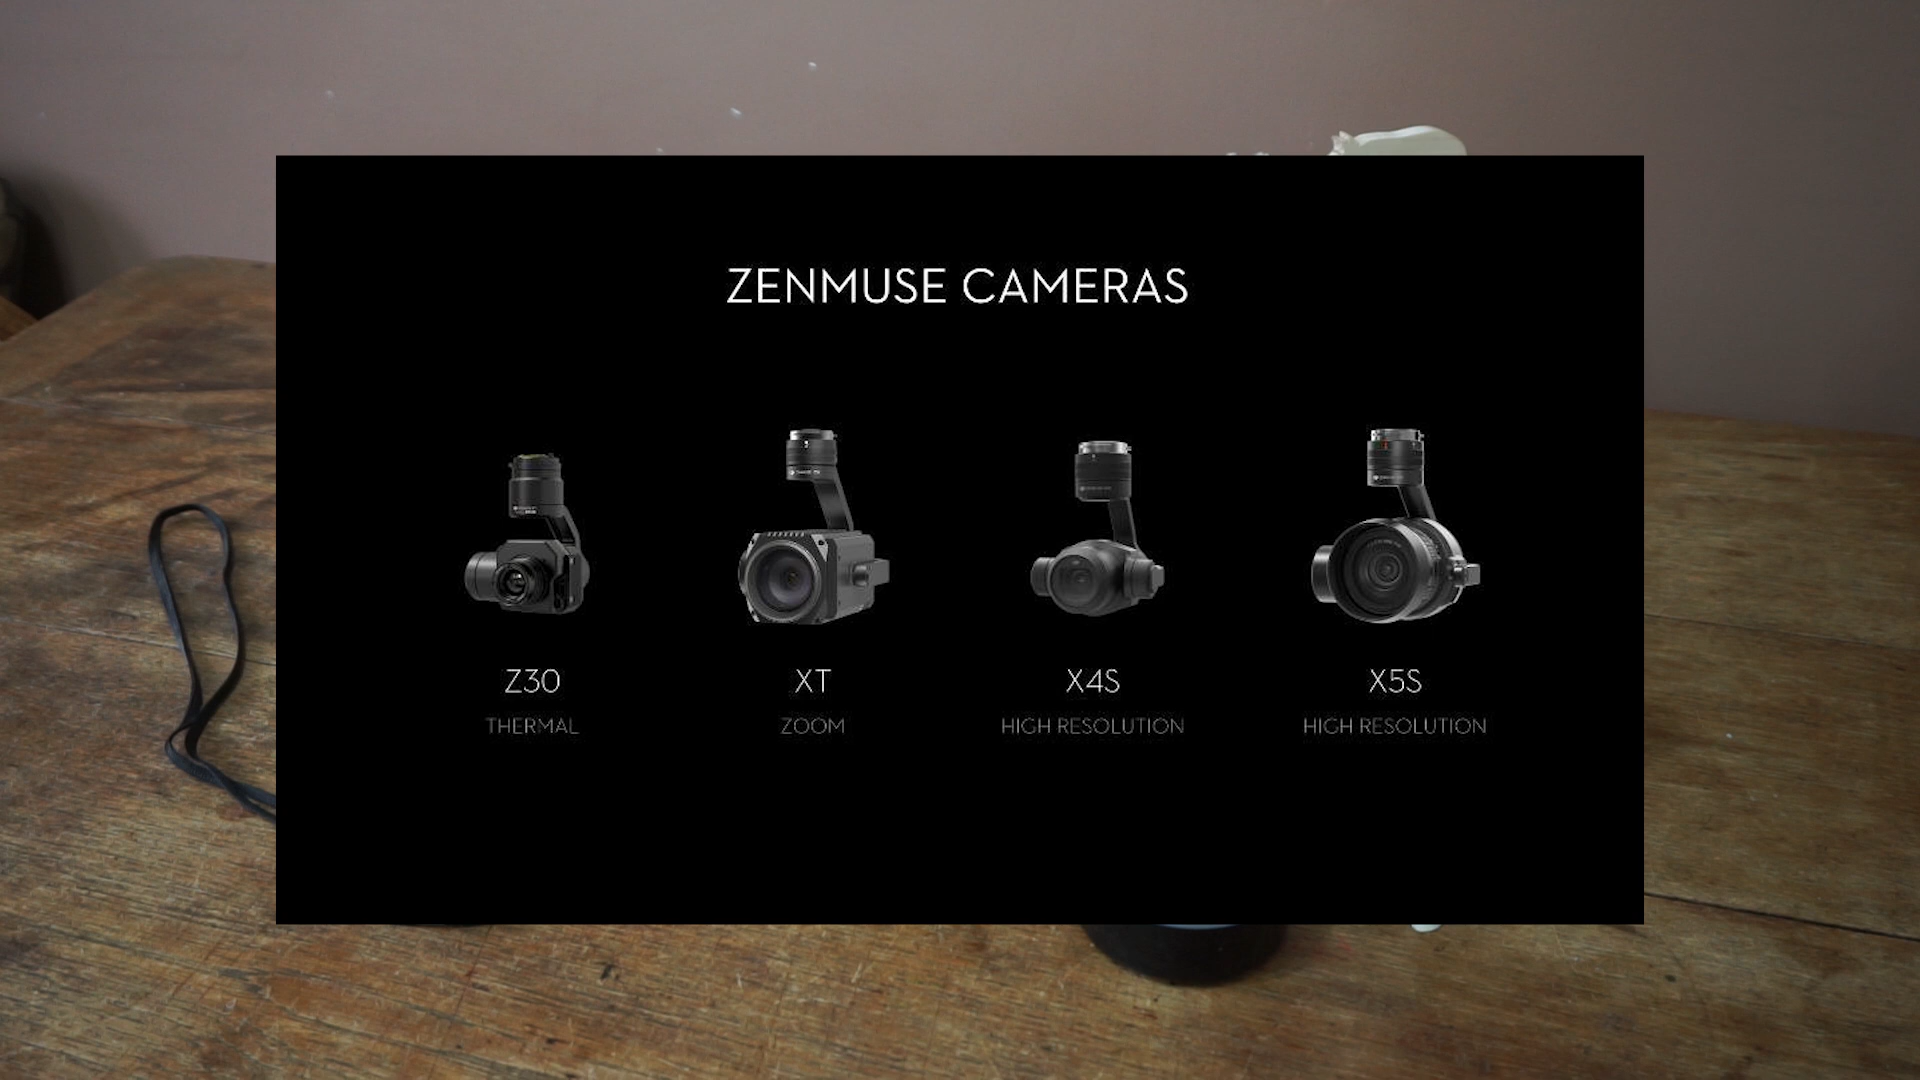 ZENMUSE CAMERAS
Z30
THERMAL
XT
ZOOM
X4S
HIGH RESOLUTION
X5S
HIGH RESOLUTION